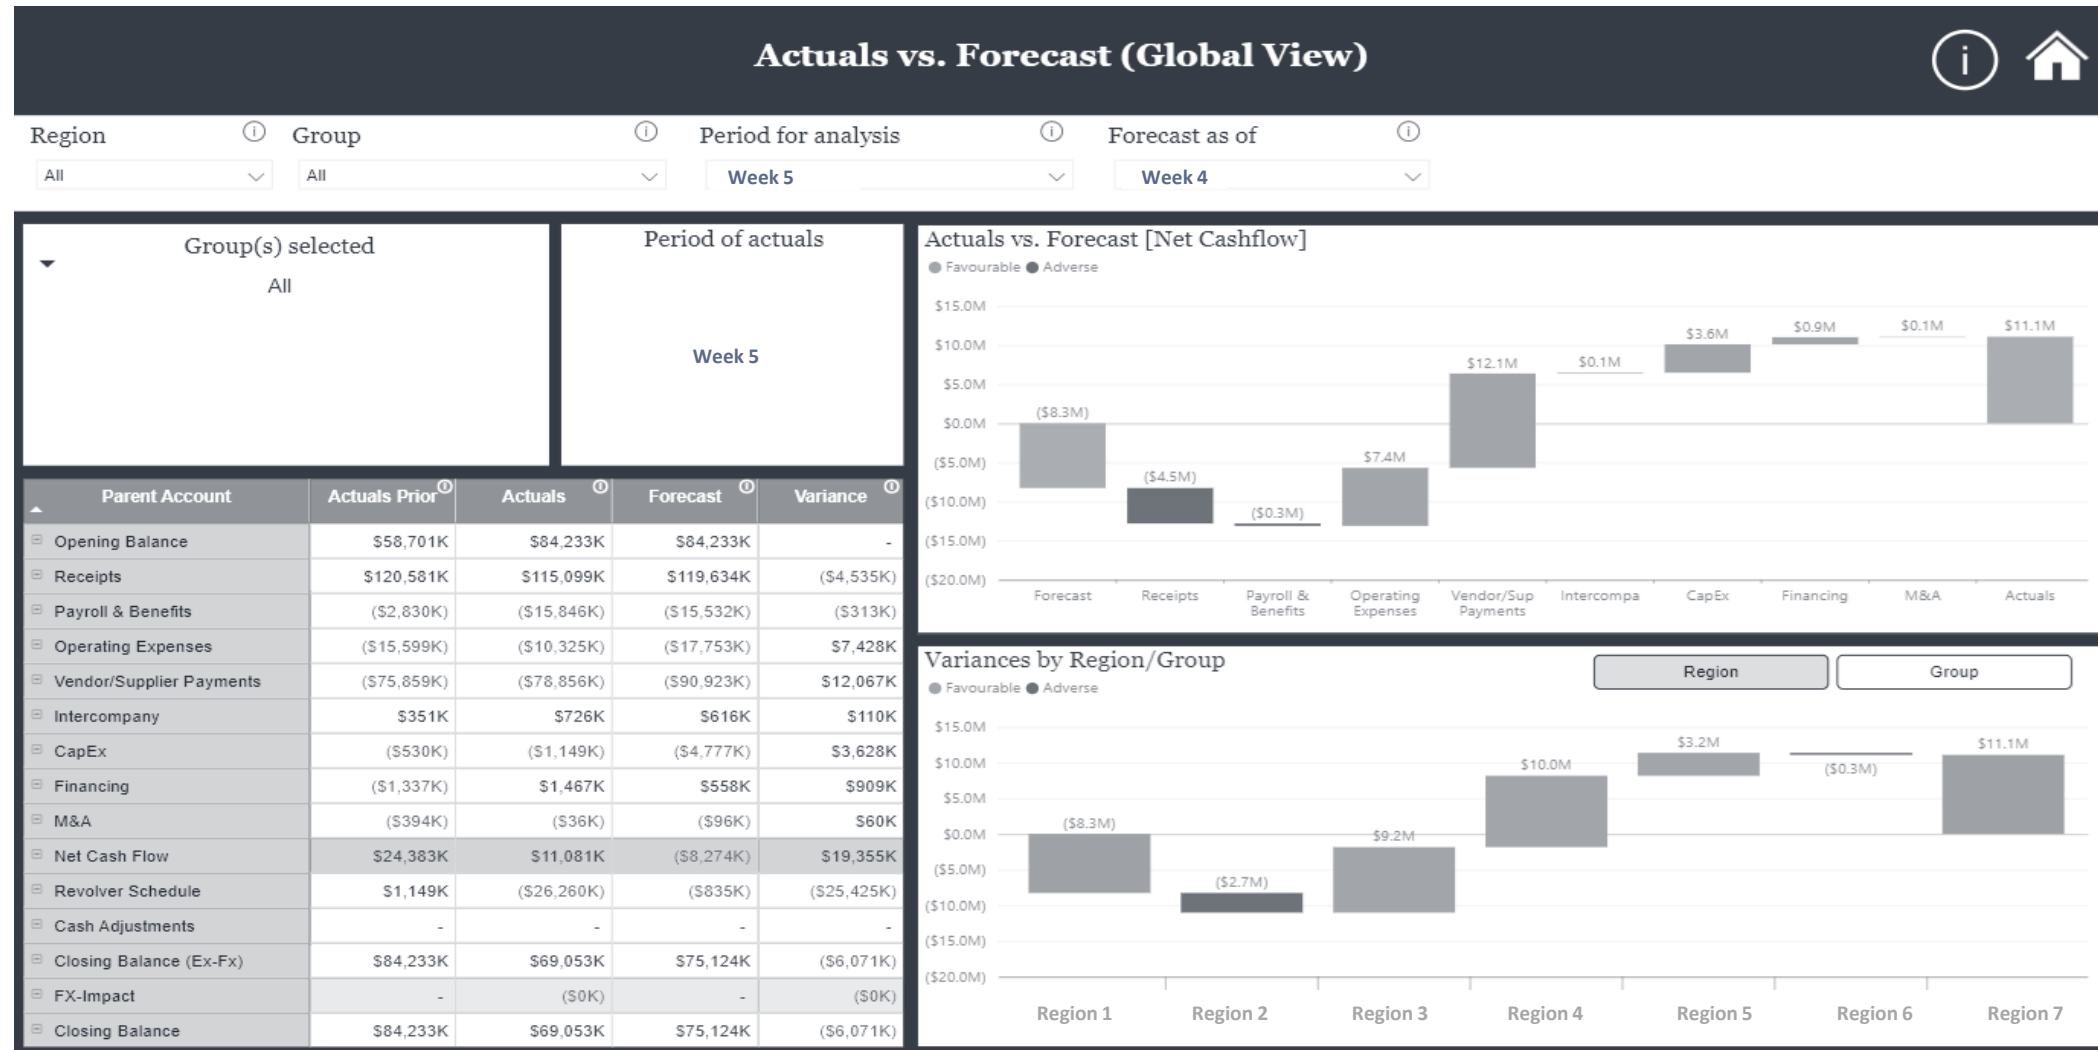 Actuals vs. Forecast (Global View)
Region
Group
Period for analysis
Forecast as of
All
All
Week 5
Week 4
Group(s) selected
All
Period of actuals
Week 5
Parent Account Actuals Prior Actuals Forecast Variance
Opening Balance $58,701K $84,233K $84,233K -
Receipts $120,581K $115,099K $119,634K ($4,535K)
Payroll & Benefits ($2,830K) ($15,846K) ($15,532K) ($313K)
Operating Expenses ($15,599K) ($10,325K) ($17,753K) $7,428K
Vendor/Supplier Payments ($75,859K) ($78,856K) ($90,923K) $12,067K
Intercompany $351K $726K $616K $110K
CapEx ($530K) ($1,149K) ($4,777K) $3,628K
Financing ($1,337K) $1,467K $558K $909K
M&A ($394K) ($36K) ($96K) $60K
Net Cash Flow $24,383K $11,081K ($8,274K) $19,355K
Revolver Schedule $1,149K ($26,260K) ($835K) ($25,425K)
Cash Adjustments - - - -
Closing Balance (Ex-Fx) $84,233K $69,053K $75,124K ($6,071K)
FX-Impact - ($0K) - ($0K)
Closing Balance $84,233K $69,053K $75,124K ($6,071K)
Actuals vs. Forecast [Net Cashflow]
Favourable Adverse
$15.0M
$10.0M
$5.0M
$0.0M
($5.0M)
($10.0M)
($15.0M)
($20.0M)
($8.3M)
($4.5M)
($0.3M)
$7.4M
$12.1M
$0.1M
$3.6M
$0.9M
$0.1M
$11.1M
Forecast
Receipts
Payroll &
Benefits
Operating
Expenses
Vendor/Sup
Payments
Intercompa
CapEx
Financing
M&A
Actuals
Variances by Region/Group
Region
Group
Favourable Adverse
$15.0M
$10.0M
$5.0M
$0.0M
($5.0M)
($10.0M)
($15.0M)
($20.0M)
($8.3M)
($2.7M)
$9.2M
$10.0M
$3.2M
($0.3M)
$11.1M
Region 1
Region 2
Region 3
Region 4
Region 5
Region 6
Region 7